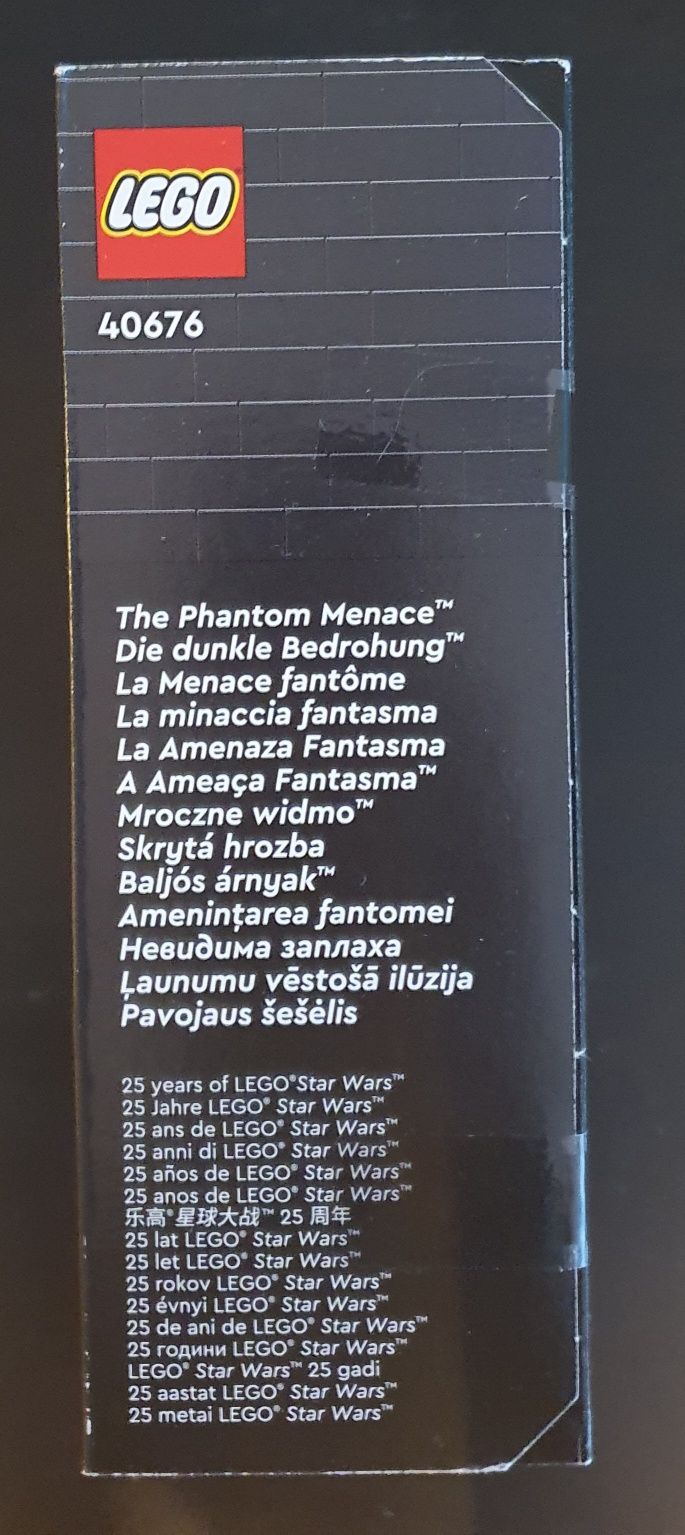 LEGO
40676
The Phantom Menace™
Die dunkle Bedrohung™
La Menace fantôme
La minaccia fantasma
La Amenaza Fantasma
A Ameaça Fantasma™
Mroczne widmo™
Skrytá hrozba
Baljós árnyak™
Amenințarea fantomei
Невидима заплаха
Ļaunumu vēstošā ilūzija
Pavojaus šešėlis
25 years of LEGO®Star Wars™
25 Jahre LEGO® Star Wars™
25 ans de LEGO® Star Wars™
25 anni di LEGO® Star Wars™
25 años de LEGO® Star Wars™
25 anos de LEGO® Star Wars™
乐高®星球大战™ 25 周年
25 lat LEGO® Star Wars™
25 let LEGO® Star Wars™
25 rokov LEGO® Star Wars™
25 évnyi LEGO® Star Wars™
25 de ani de LEGO® Star Wars™
25 години LEGO® Star Wars™
LEGO® Star Wars™ 25 gadi
25 aastat LEGO® Star Wars™
25 metai LEGO® Star Wars™